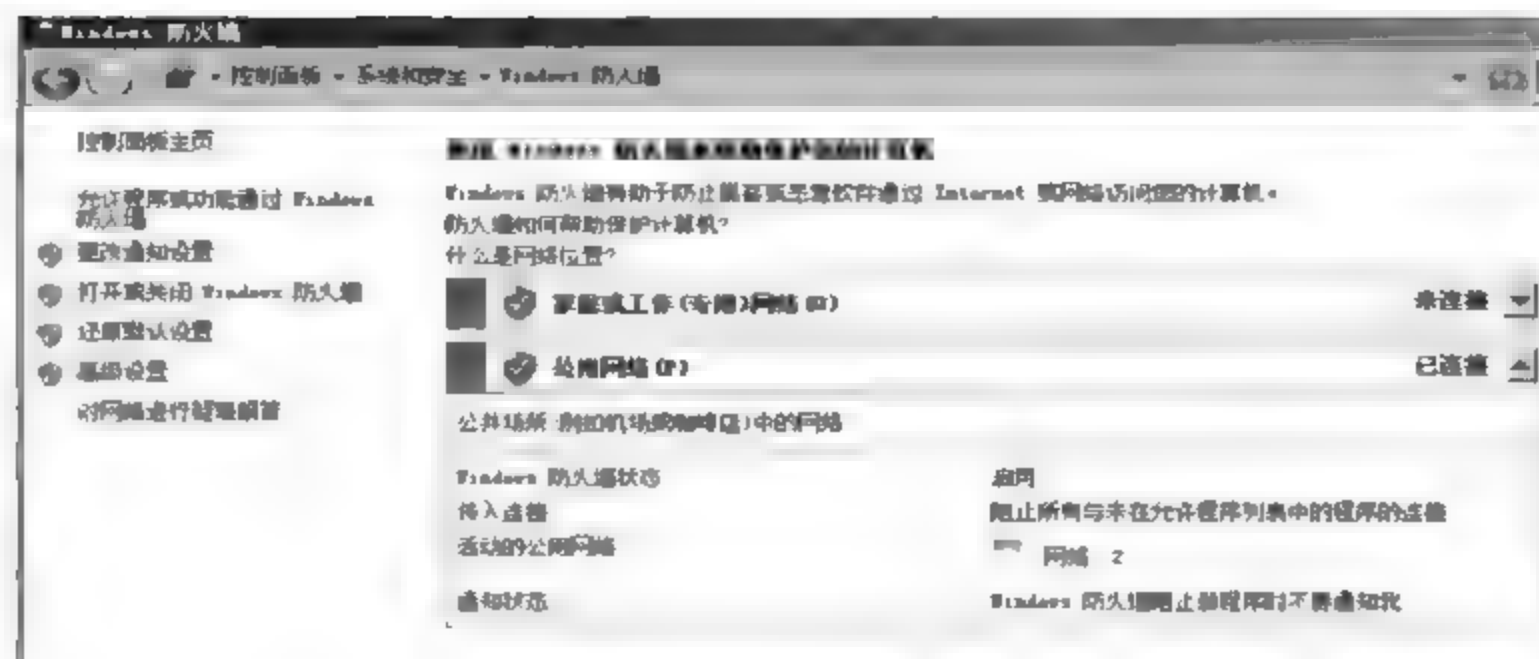 Windows 防火墙
控制面板 系统和安全 Windows 防火墙
控制面板主页
允许程序或功能通过 Windows
防火墙
更改通知设置
打开或关闭 Windows 防火墙
还原默认设置
高级设置
对网络进行疑难解答
使用 Windows 防火墙来帮助保护您的计算机
Windows 防火墙有助于防止黑客或恶意软件通过 Internet 或网络访问您的计算机。
防火墙如何帮助保护计算机?
什么是网络位置?
家庭或工作(专用)网络(O) 未连接
公用网络(P) 已连接
公共场所(例如机场或咖啡店)中的网络
Windows 防火墙状态 启用
传入连接 阻止所有与未在允许程序列表中的程序的连接
活动的公用网络 网络 2
通知状态 Windows 防火墙阻止新程序时不要通知我